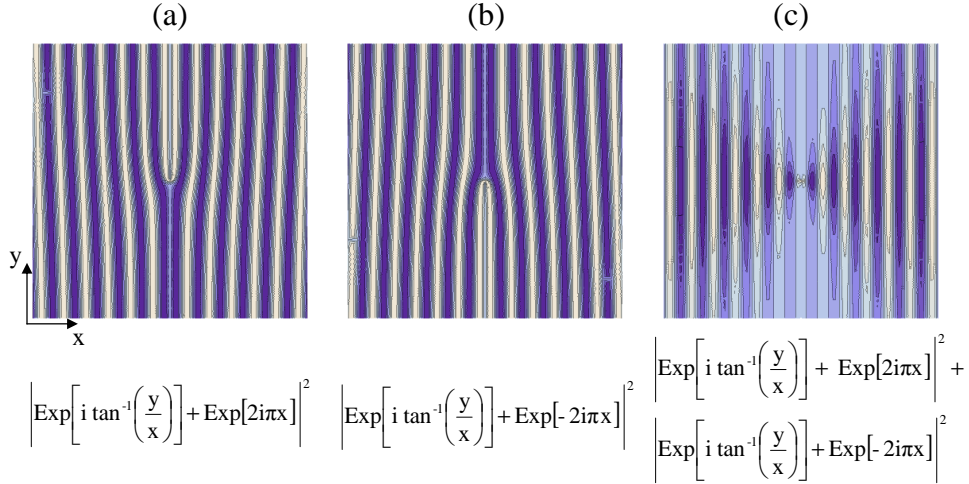 (a) (b) (c)
y
x
|Exp[i tan⁻¹(y/x)] + Exp[2iπx]|²
|Exp[i tan⁻¹(y/x)] + Exp[-2iπx]|²
|Exp[i tan⁻¹(y/x)] + Exp[2iπx]|² +
|Exp[i tan⁻¹(y/x)] + Exp[-2iπx]|²